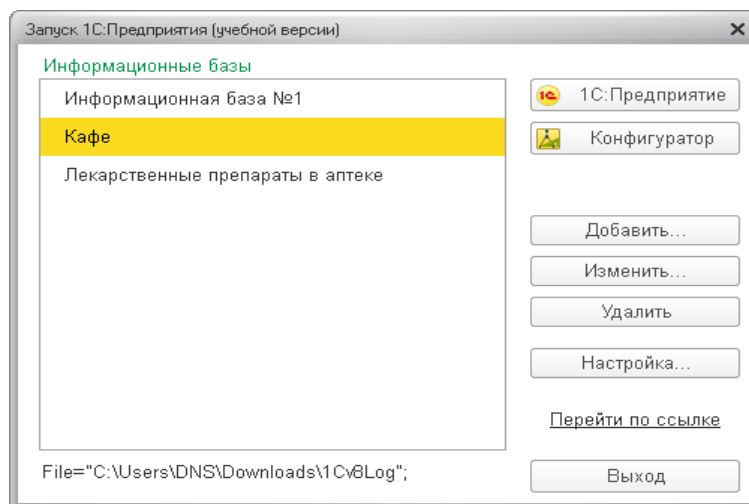 Запуск 1С:Предприятия (учебной версии)
Информационные базы
Информационная база №1
Кафе
Лекарственные препараты в аптеке
1С:Предприятие
Конфигуратор
Добавить...
Изменить...
Удалить
Настройка...
Перейти по ссылке
File="C:\Users\DNS\Downloads\1Cv8Log";
Выход